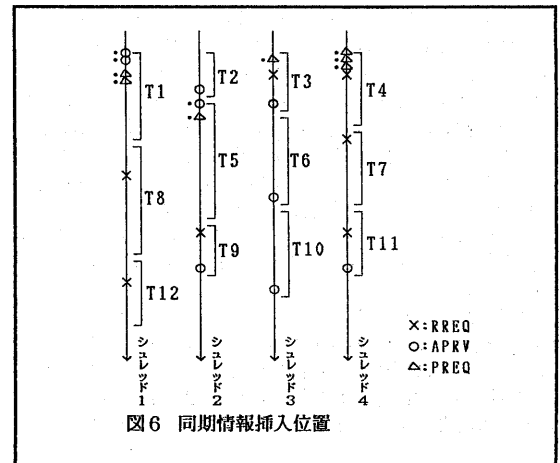 T1
T2
T3
T4
T5
T6
T7
T8
T9
T10
T11
T12
×:RREQ
○:APRV
△:PREQ
シュレッド1
シュレッド2
シュレッド3
シュレッド4
図6 同期情報挿入位置